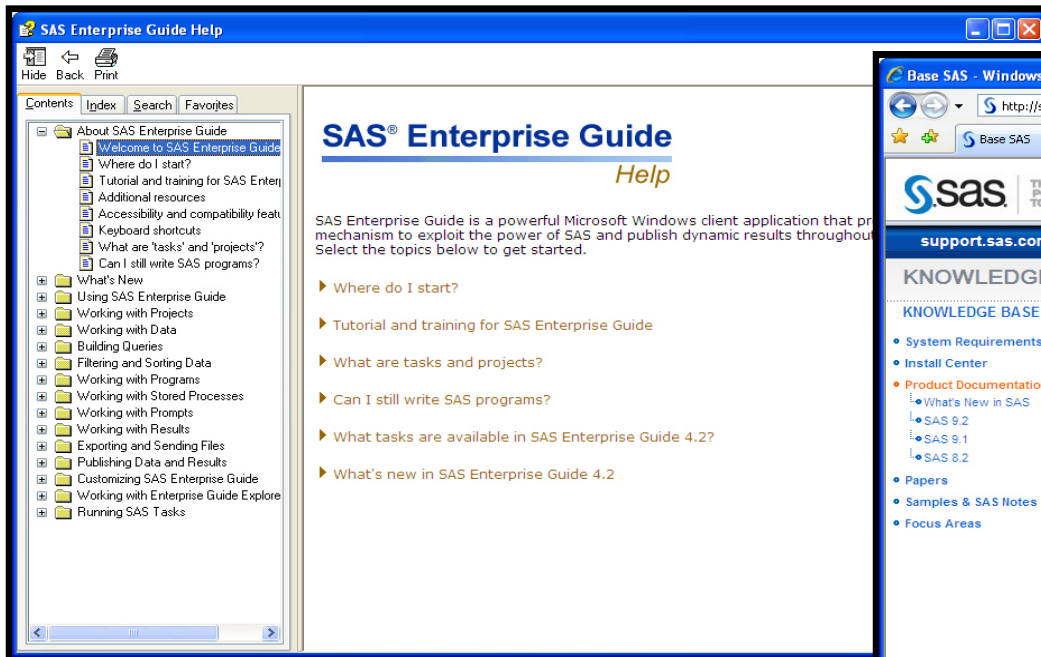 SAS Enterprise Guide Help
Hide Back Print
Contents Index Search Favorites
About SAS Enterprise Guide
Welcome to SAS Enterprise Guide
Where do I start?
Tutorial and training for SAS Enterp
Additional resources
Accessibility and compatibility featu
Keyboard shortcuts
What are 'tasks' and 'projects'?
Can I still write SAS programs?
What's New
Using SAS Enterprise Guide
Working with Projects
Working with Data
Building Queries
Filtering and Sorting Data
Working with Programs
Working with Stored Processes
Working with Prompts
Working with Results
Exporting and Sending Files
Publishing Data and Results
Customizing SAS Enterprise Guide
Working with Enterprise Guide Explore
Running SAS Tasks
SAS® Enterprise Guide
Help
SAS Enterprise Guide is a powerful Microsoft Windows client application that pr
mechanism to exploit the power of SAS and publish dynamic results throughout
Select the topics below to get started.
Where do I start?
Tutorial and training for SAS Enterprise Guide
What are tasks and projects?
Can I still write SAS programs?
What tasks are available in SAS Enterprise Guide 4.2?
What's new in SAS Enterprise Guide 4.2
Base SAS - Windows
http://s
Base SAS
sas
support.sas.com
KNOWLEDGE
KNOWLEDGE BASE
System Requirements
Install Center
Product Documentatio
What's New in SAS
SAS 9.2
SAS 9.1
SAS 8.2
Papers
Samples & SAS Notes
Focus Areas